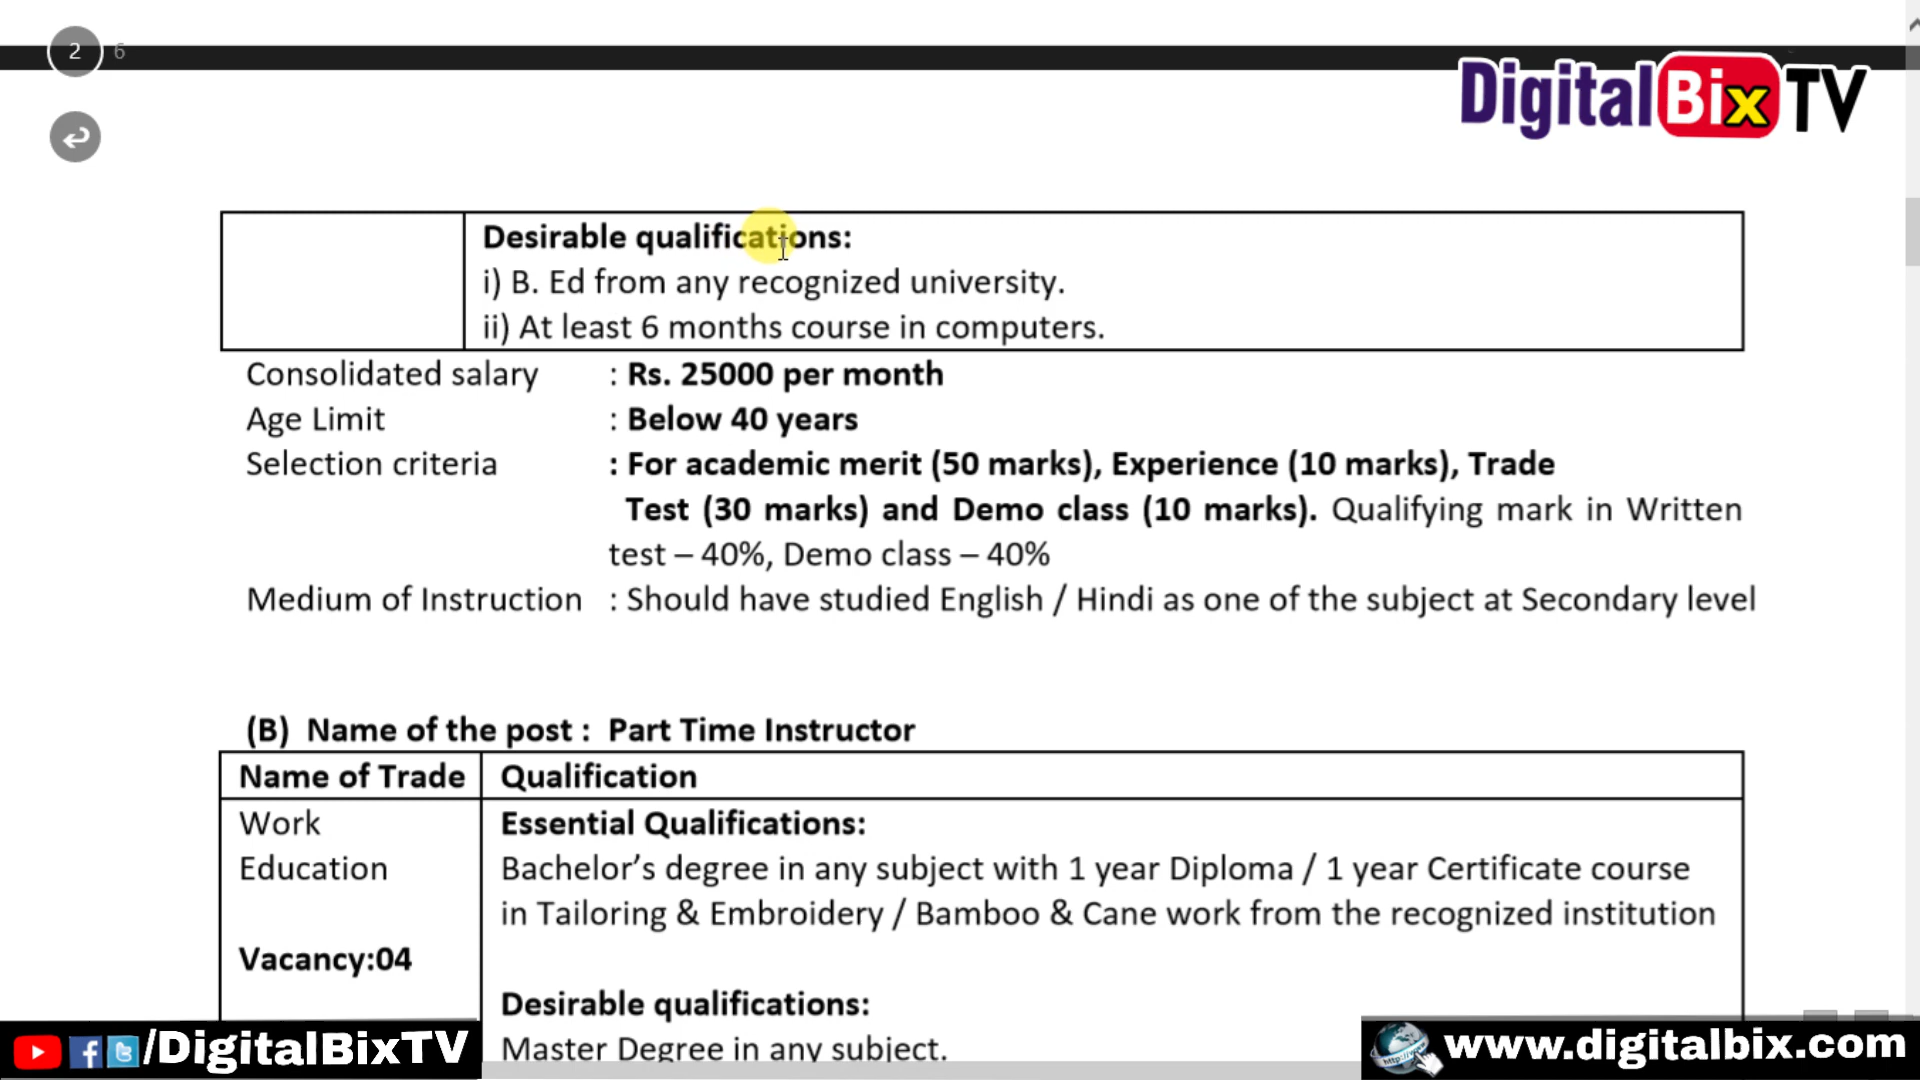 2 6
DigitalBix TV
Desirable qualifications:
i) B. Ed from any recognized university.
ii) At least 6 months course in computers.
Consolidated salary : Rs. 25000 per month
Age Limit : Below 40 years
Selection criteria : For academic merit (50 marks), Experience (10 marks), Trade
Test (30 marks) and Demo class (10 marks). Qualifying mark in Written
test – 40%, Demo class – 40%
Medium of Instruction : Should have studied English / Hindi as one of the subject at Secondary level
(B) Name of the post : Part Time Instructor
Name of Trade Qualification
Work Essential Qualifications:
Education Bachelor’s degree in any subject with 1 year Diploma / 1 year Certificate course
in Tailoring & Embroidery / Bamboo & Cane work from the recognized institution
Vacancy:04
Desirable qualifications:
Master Degree in any subject.
/DigitalBixTV
www.digitalbix.com